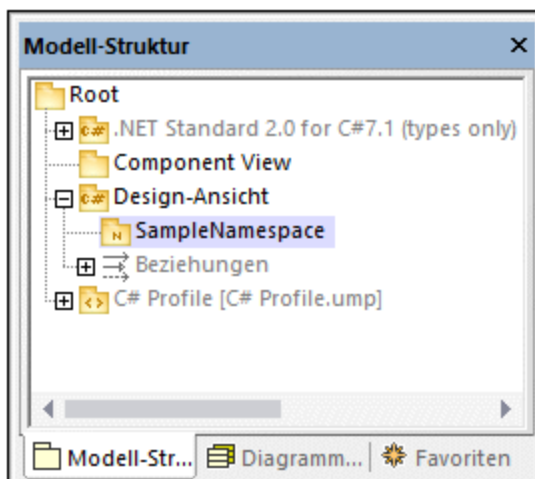 Modell-Struktur
Root
.NET Standard 2.0 for C#7.1 (types only)
Component View
Design-Ansicht
SampleNamespace
Beziehungen
C# Profile [C# Profile.ump]
Modell-Str... Diagramm... Favoriten